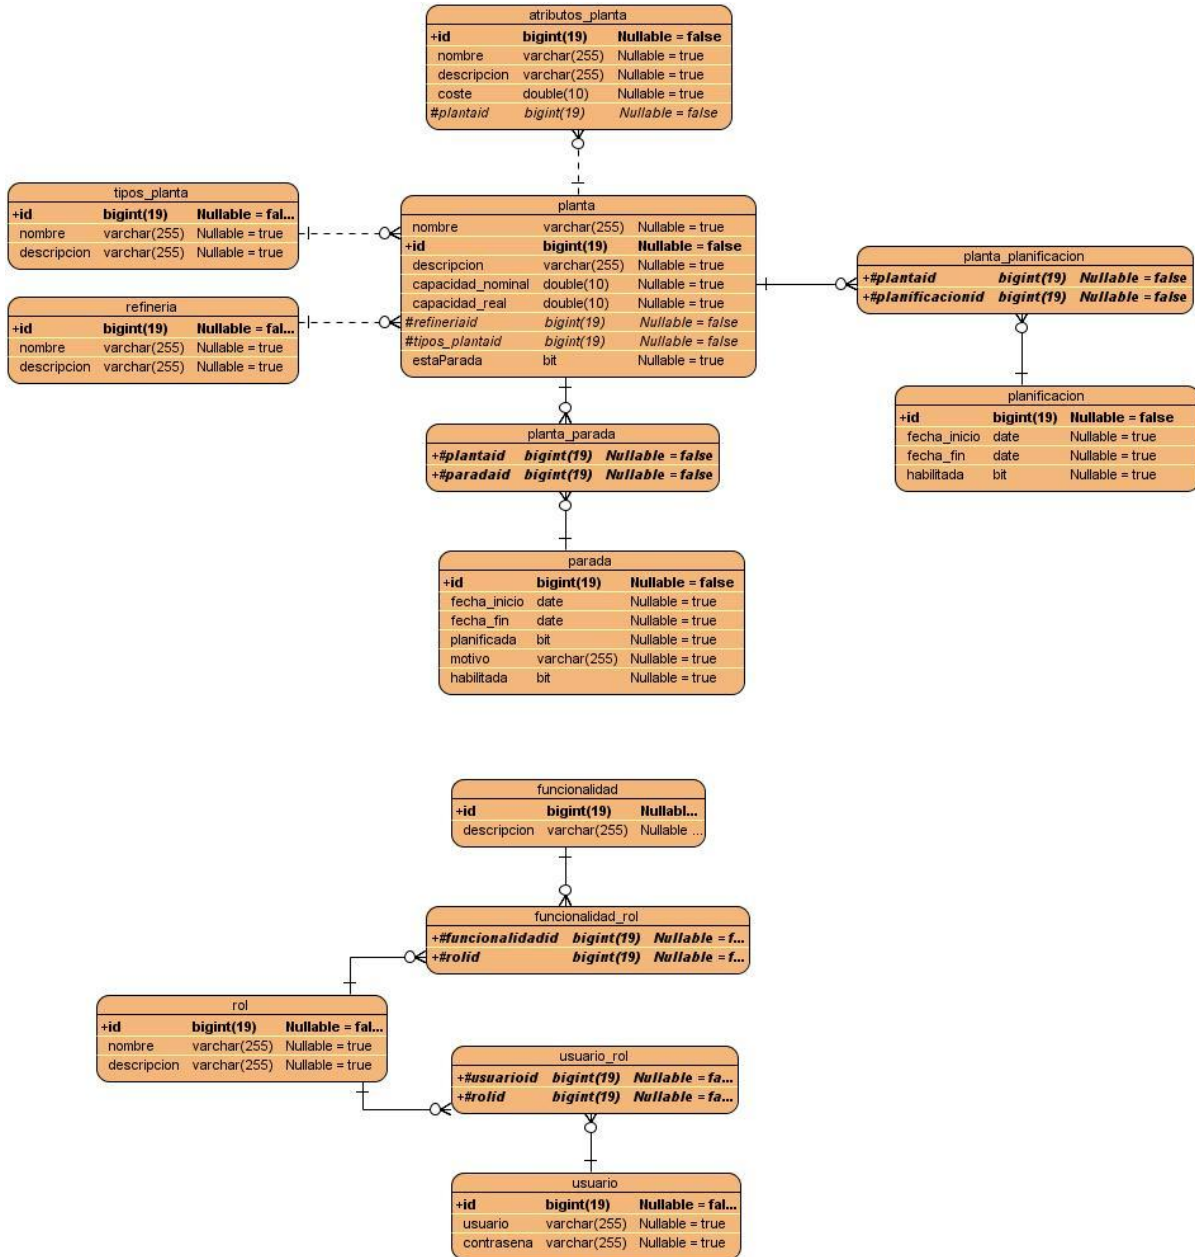 atributos_planta
+id bigint(19) Nullable = false
nombre varchar(255) Nullable = true
descripcion varchar(255) Nullable = true
coste double(10) Nullable = true
#plantaid bigint(19) Nullable = false
tipos_planta
+id bigint(19) Nullable = fal...
nombre varchar(255) Nullable = true
descripcion varchar(255) Nullable = true
refineria
+id bigint(19) Nullable = fal...
nombre varchar(255) Nullable = true
descripcion varchar(255) Nullable = true
planta
nombre varchar(255) Nullable = true
+id bigint(19) Nullable = false
descripcion varchar(255) Nullable = true
capacidad_nominal double(10) Nullable = true
capacidad_real double(10) Nullable = true
#refineriaid bigint(19) Nullable = false
#tipos_plantaid bigint(19) Nullable = false
estaParada bit Nullable = true
planta_planificacion
+#plantaid bigint(19) Nullable = false
+#planificacionid bigint(19) Nullable = false
planificacion
+id bigint(19) Nullable = false
fecha_inicio date Nullable = true
fecha_fin date Nullable = true
habilitada bit Nullable = true
planta_parada
+#plantaid bigint(19) Nullable = false
+#paradaid bigint(19) Nullable = false
parada
+id bigint(19) Nullable = false
fecha_inicio date Nullable = true
fecha_fin date Nullable = true
planificada bit Nullable = true
motivo varchar(255) Nullable = true
habilitada bit Nullable = true
funcionalidad
+id bigint(19) Nullabl...
descripcion varchar(255) Nullable ...
funcionalidad_rol
+#funcionalidadid bigint(19) Nullable = f...
+#rolid bigint(19) Nullable = f...
rol
+id bigint(19) Nullable = fal...
nombre varchar(255) Nullable = true
descripcion varchar(255) Nullable = true
usuario_rol
+#usuarioid bigint(19) Nullable = fa...
+#rolid bigint(19) Nullable = fa...
usuario
+id bigint(19) Nullable = fal...
usuario varchar(255) Nullable = true
contrasena varchar(255) Nullable = true